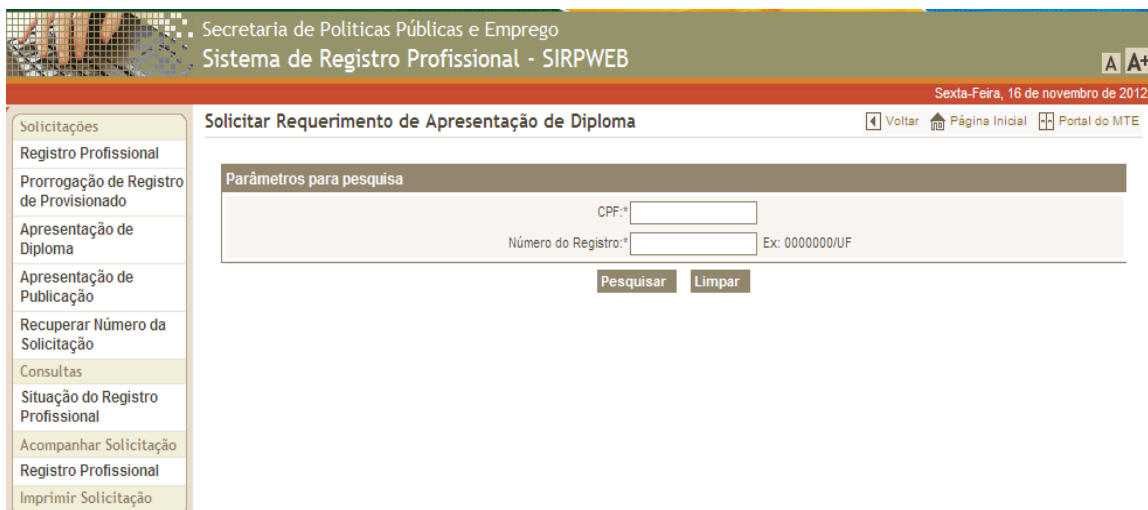 Secretaria de Politicas Públicas e Emprego
Sistema de Registro Profissional - SIRPWEB
A A+
Sexta-Feira, 16 de novembro de 2012
Solicitações
Registro Profissional
Prorrogação de Registro
de Provisionado
Apresentação de
Diploma
Apresentação de
Publicação
Recuperar Número da
Solicitação
Consultas
Situação do Registro
Profissional
Acompanhar Solicitação
Registro Profissional
Imprimir Solicitação
Solicitar Requerimento de Apresentação de Diploma
Voltar Página Inicial Portal do MTE
Parâmetros para pesquisa
CPF:*
Número do Registro:* Ex: 0000000/UF
Pesquisar Limpar